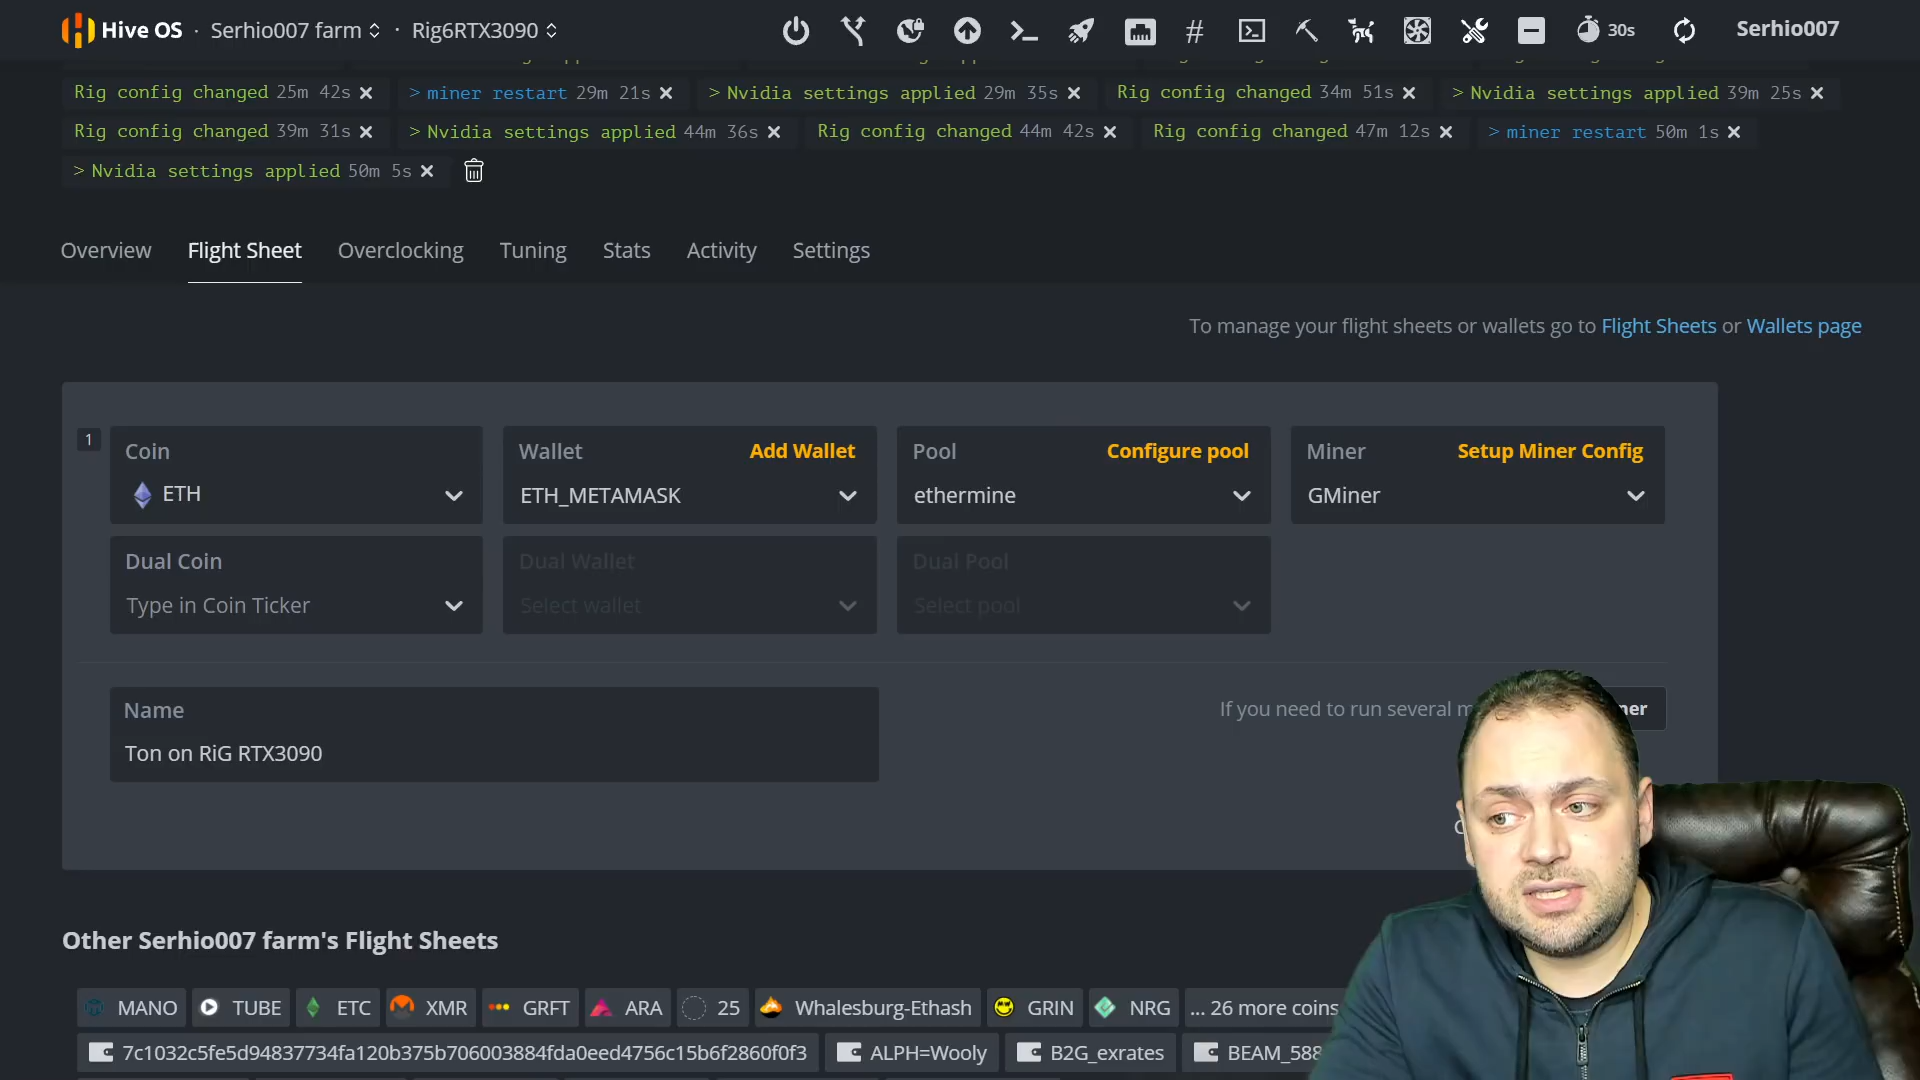 Hive OS · Serhio007 farm · Rig6RTX3090 30s Serhio007
Rig config changed 25m 42s > miner restart 29m 21s > Nvidia settings applied 29m 35s Rig config changed 34m 51s > Nvidia settings applied 39m 25s
Rig config changed 39m 31s > Nvidia settings applied 44m 36s Rig config changed 44m 42s Rig config changed 47m 12s > miner restart 50m 1s
> Nvidia settings applied 50m 5s
Overview Flight Sheet Overclocking Tuning Stats Activity Settings
To manage your flight sheets or wallets go to Flight Sheets or Wallets page
1
Coin Wallet Add Wallet Pool Configure pool Miner Setup Miner Config
ETH ETH_METAMASK ethermine GMiner
Dual Coin Dual Wallet Dual Pool
Type in Coin Ticker Select wallet Select pool
Name
If you need to run several
Ton on RiG RTX3090
Other Serhio007 farm's Flight Sheets
MANO TUBE ETC XMR GRFT ARA 25 Whalesburg-Ethash GRIN NRG ... 26 more coins
7c1032c5fe5d94837734fa120b375b706003884fda0eed4756c15b6f2860f0f3 ALPH=Wooly B2G_exrates BEAM_588